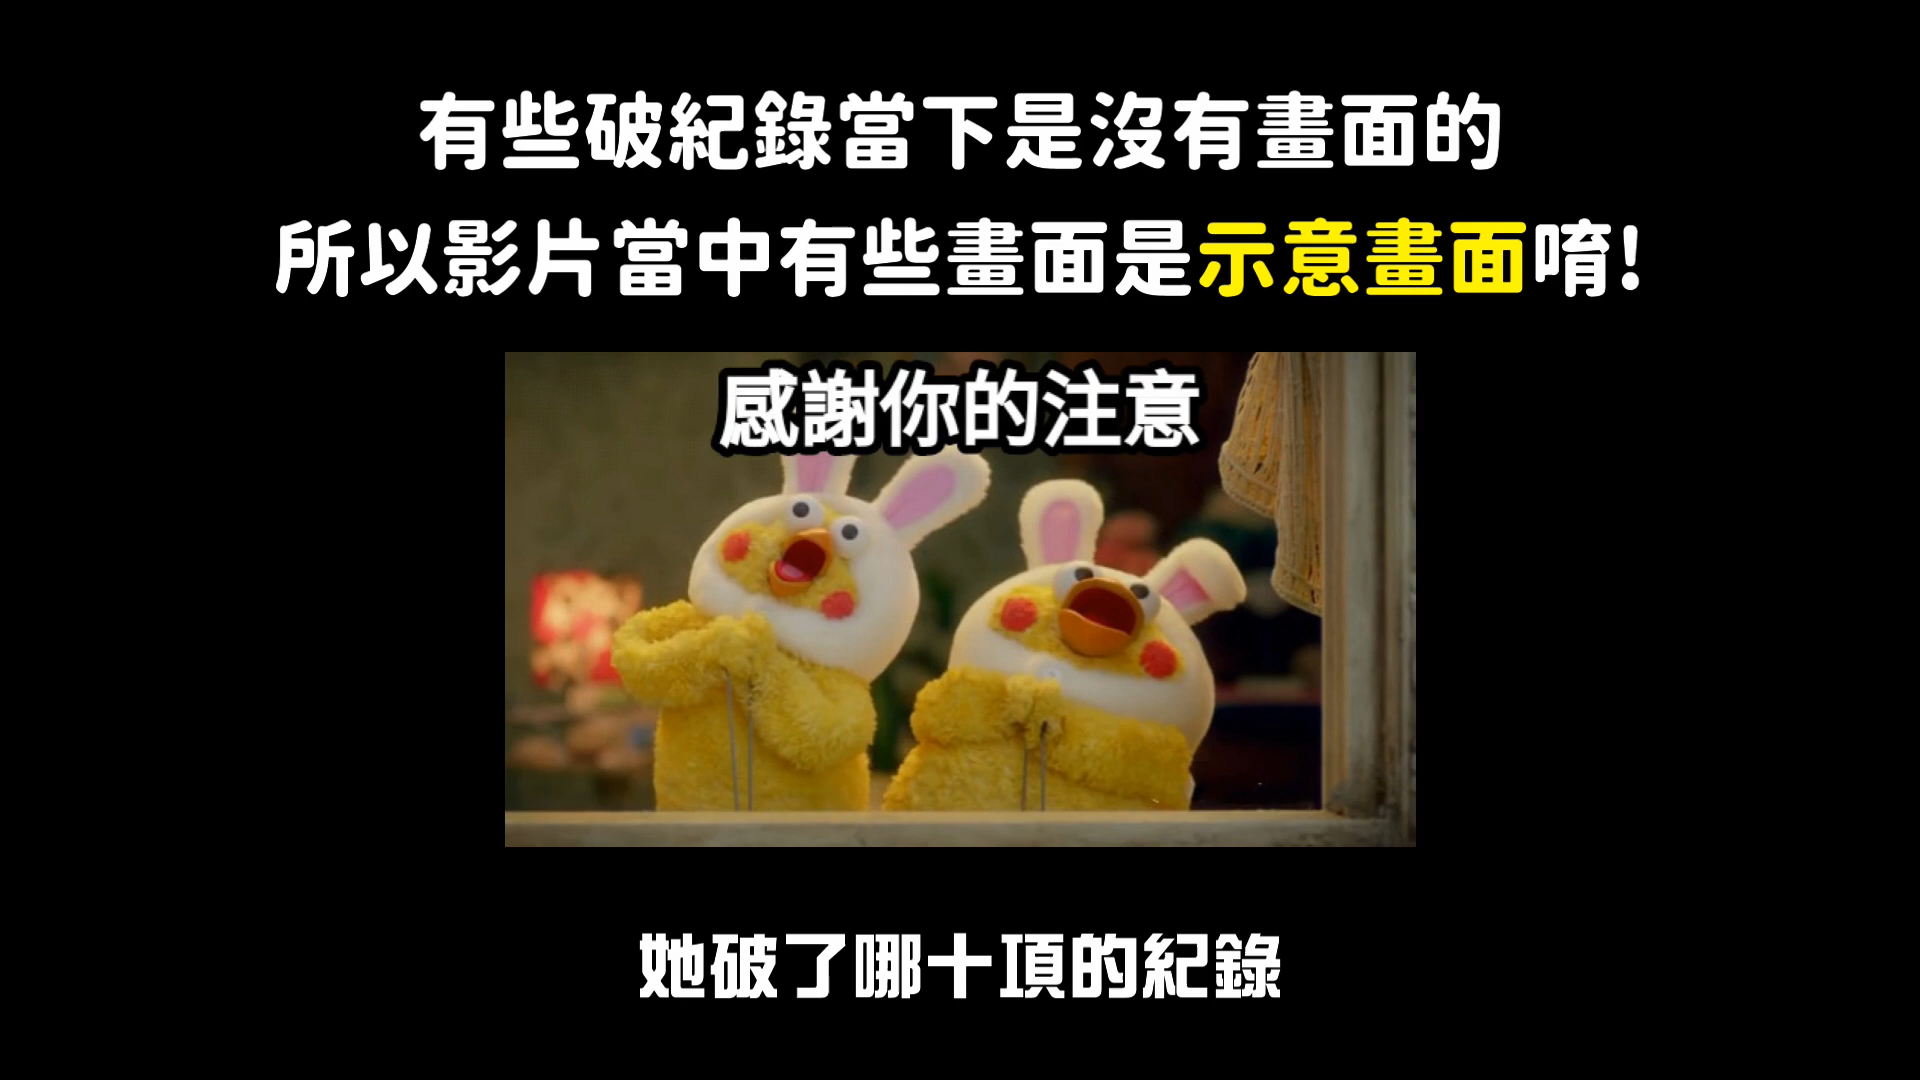 有些破紀錄當下是沒有畫面的
所以影片當中有些畫面是示意畫面唷!
感謝你的注意
她破了哪十項的紀錄